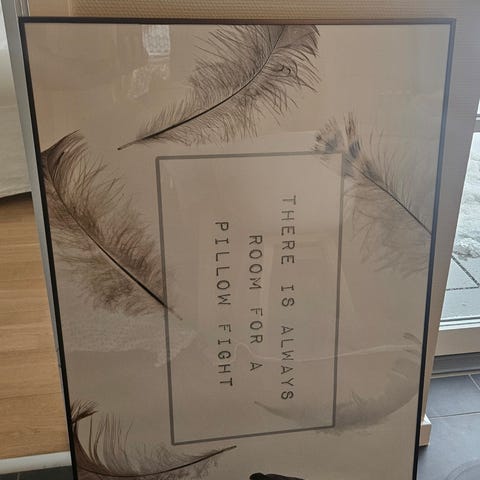 THERE IS ALWAYS
ROOM FOR A
PILLOW FIGHT